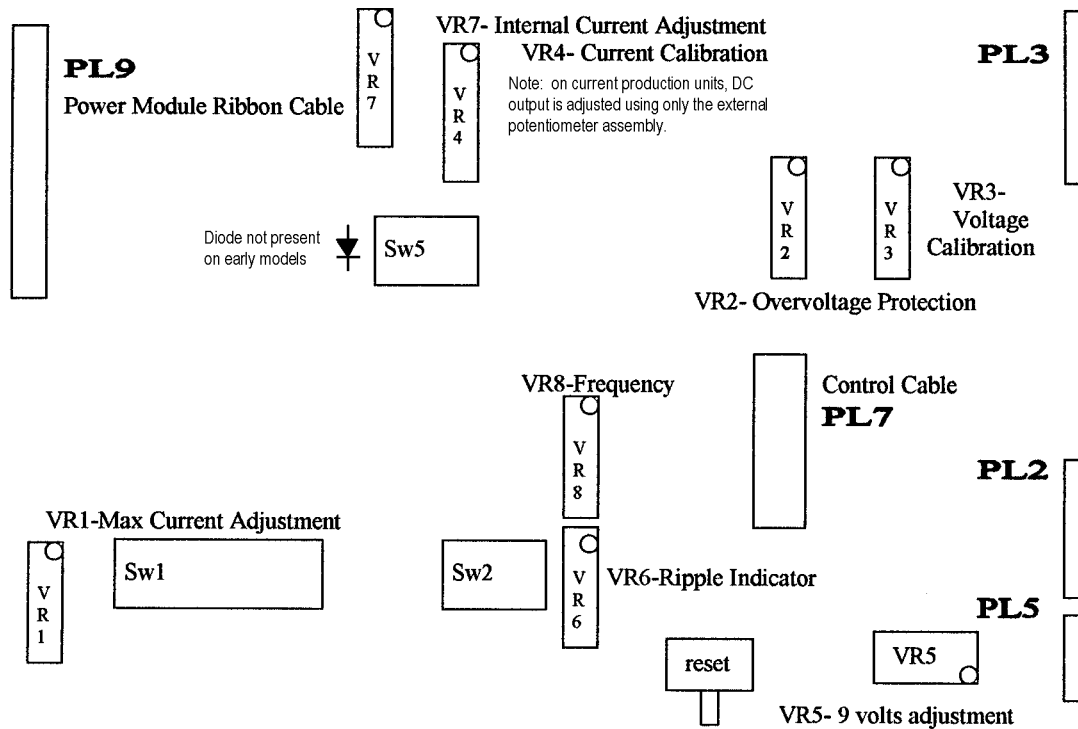 VR7- Internal Current Adjustment
VR4- Current Calibration
Note: on current production units, DC
output is adjusted using only the external
potentiometer assembly.
PL9
Power Module Ribbon Cable
V
R
7
V
R
4
PL3
V
R
2
V
R
3
VR3-
Voltage
Calibration
Diode not present
on early models
Sw5
VR2- Overvoltage Protection
VR8-Frequency
V
R
8
Control Cable
PL7
PL2
VR1-Max Current Adjustment
V
R
1
Sw1
Sw2
V
R
6
VR6-Ripple Indicator
PL5
reset
VR5
VR5- 9 volts adjustment